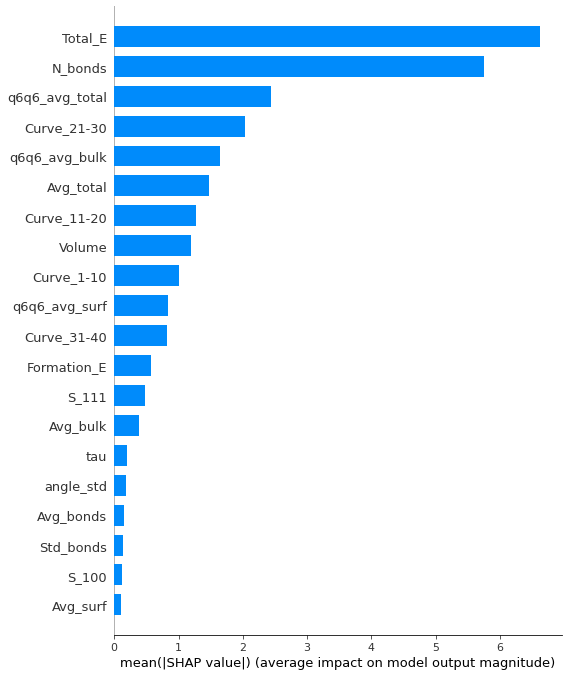 Total_E
N_bonds
q6q6_avg_total
Curve_21-30
q6q6_avg_bulk
Avg_total
Curve_11-20
Volume
Curve_1-10
q6q6_avg_surf
Curve_31-40
Formation_E
S_111
Avg_bulk
tau
angle_std
Avg_bonds
Std_bonds
S_100
Avg_surf
0 1 2 3 4 5 6
mean(|SHAP value|) (average impact on model output magnitude)